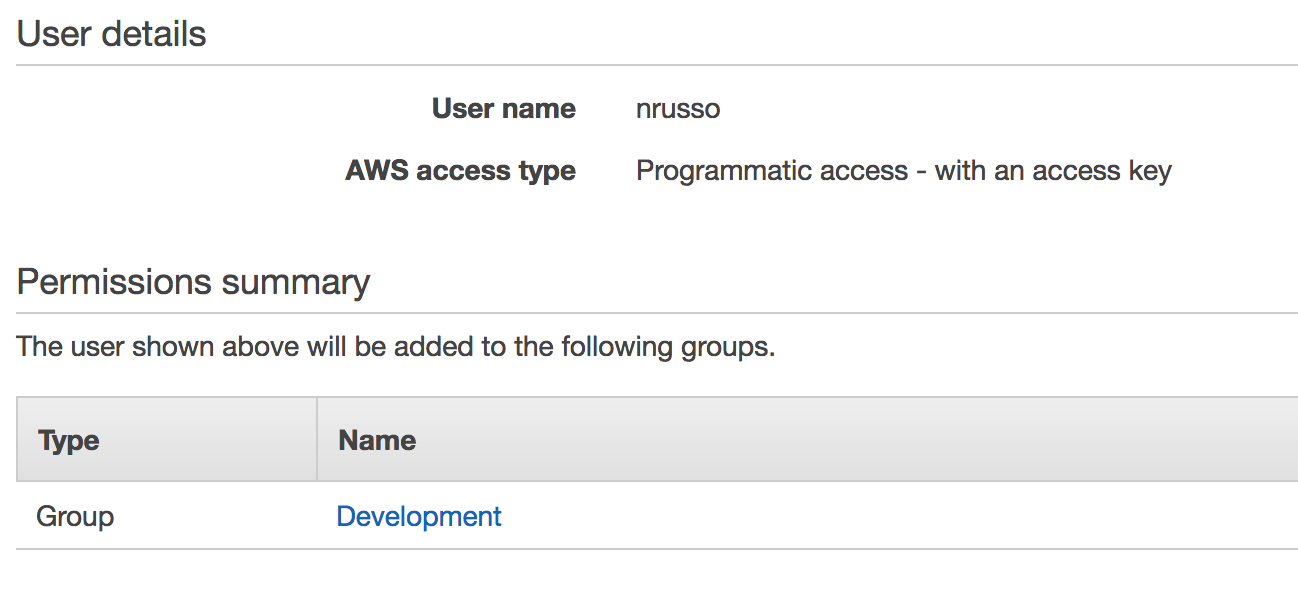 User details
User name nrusso
AWS access type Programmatic access - with an access key
Permissions summary
The user shown above will be added to the following groups.
Type Name
Group Development